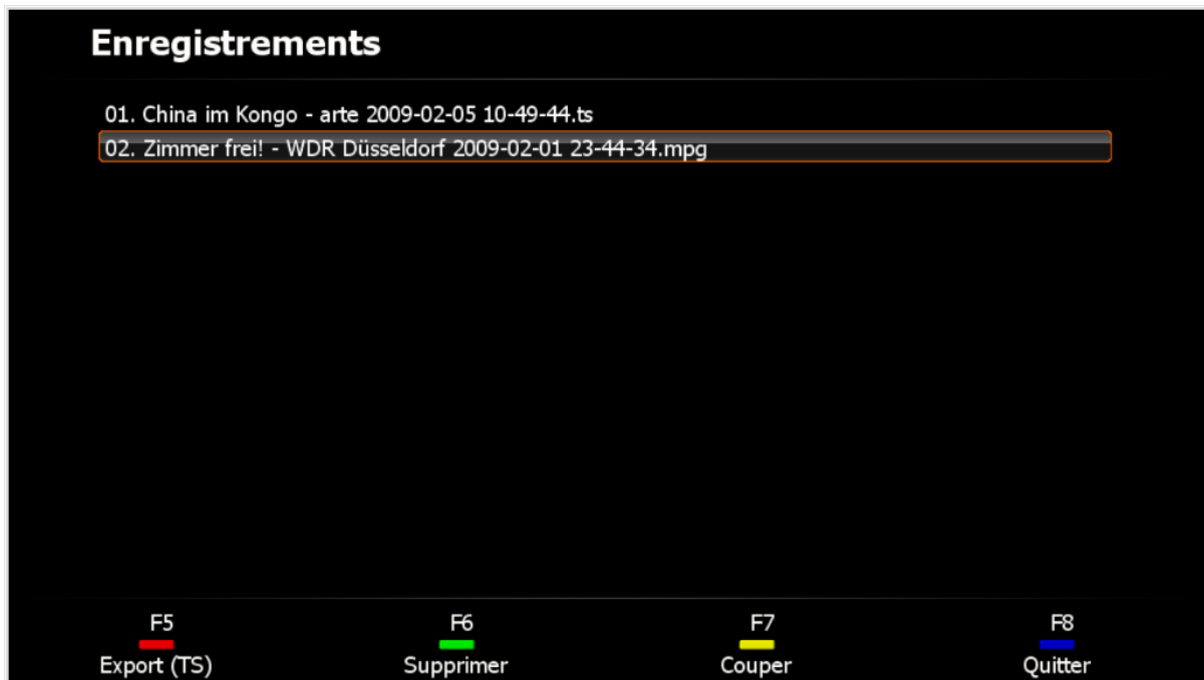 Enregistrements
01. China im Kongo - arte 2009-02-05 10-49-44.ts
02. Zimmer frei! - WDR Düsseldorf 2009-02-01 23-44-34.mpg
F5 F6 F7 F8
Export (TS) Supprimer Couper Quitter